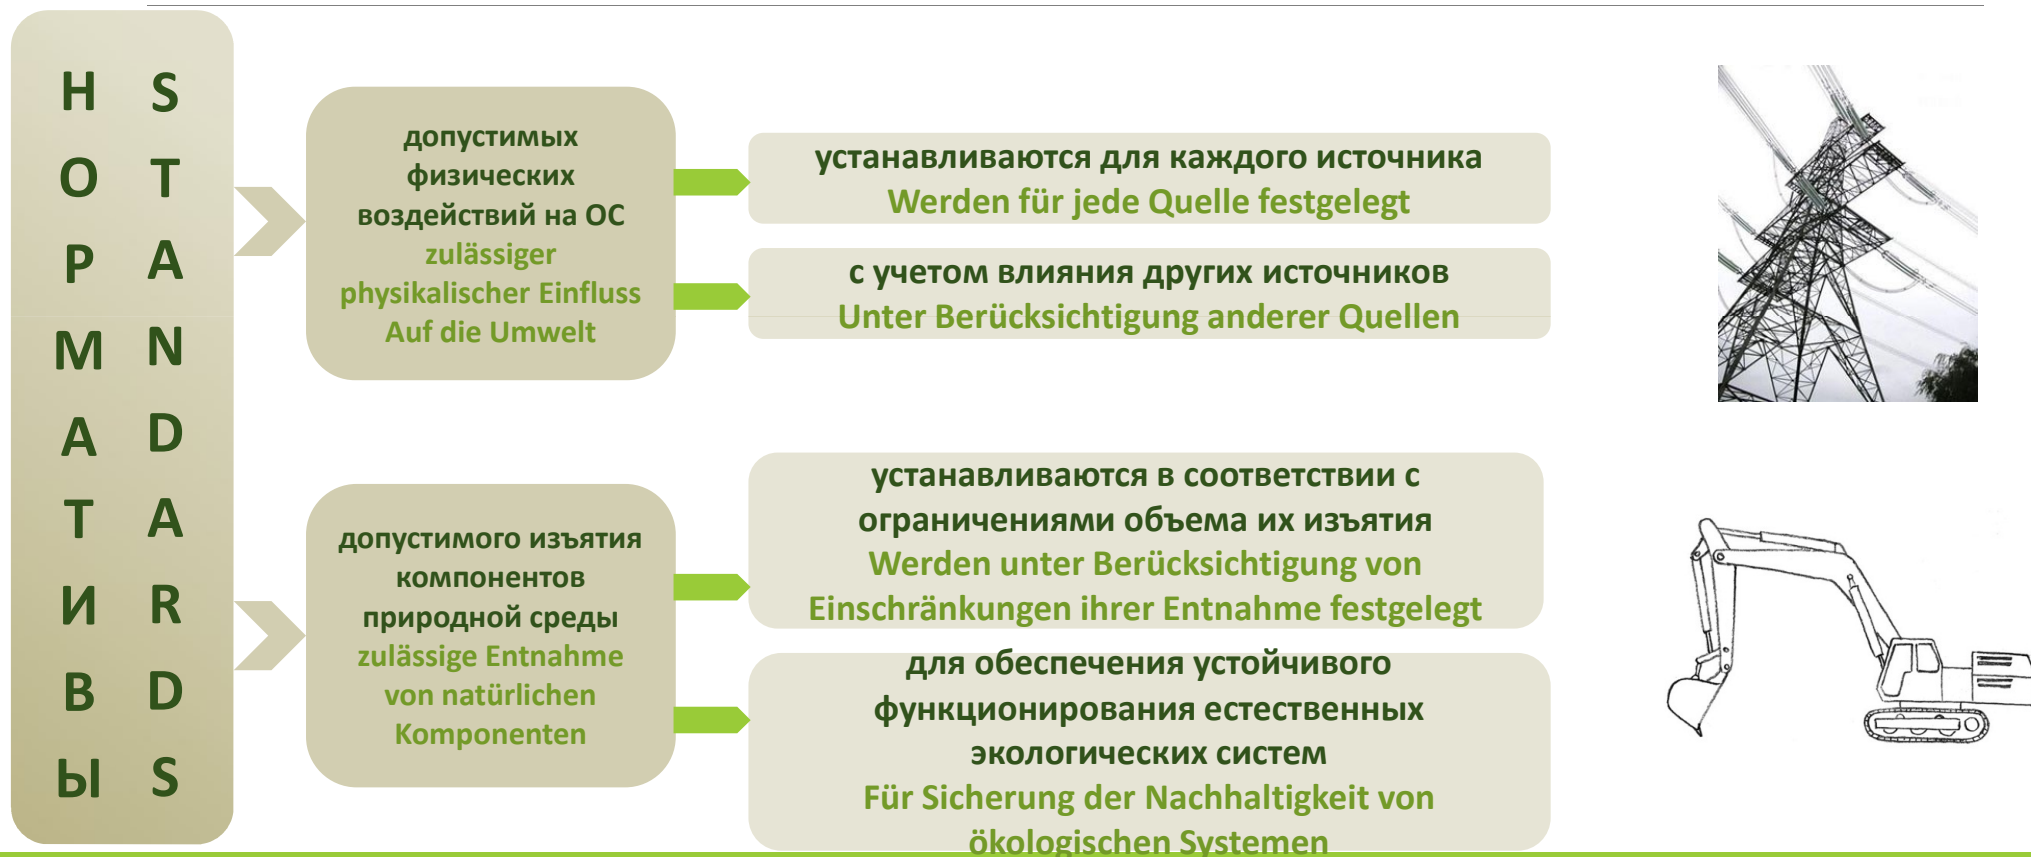 НОРМАТИВЫ
STANDARDS
допустимых
физических
воздействий на ОС
zulässiger
physikalischer Einfluss
Auf die Umwelt
устанавливаются для каждого источника
Werden für jede Quelle festgelegt
с учетом влияния других источников
Unter Berücksichtigung anderer Quellen
допустимого изъятия
компонентов
природной среды
zulässige Entnahme
von natürlichen
Komponenten
устанавливаются в соответствии с
ограничениями объема их изъятия
Werden unter Berücksichtigung von
Einschränkungen ihrer Entnahme festgelegt
для обеспечения устойчивого
функционирования естественных
экологических систем
Für Sicherung der Nachhaltigkeit von
ökologischen Systemen